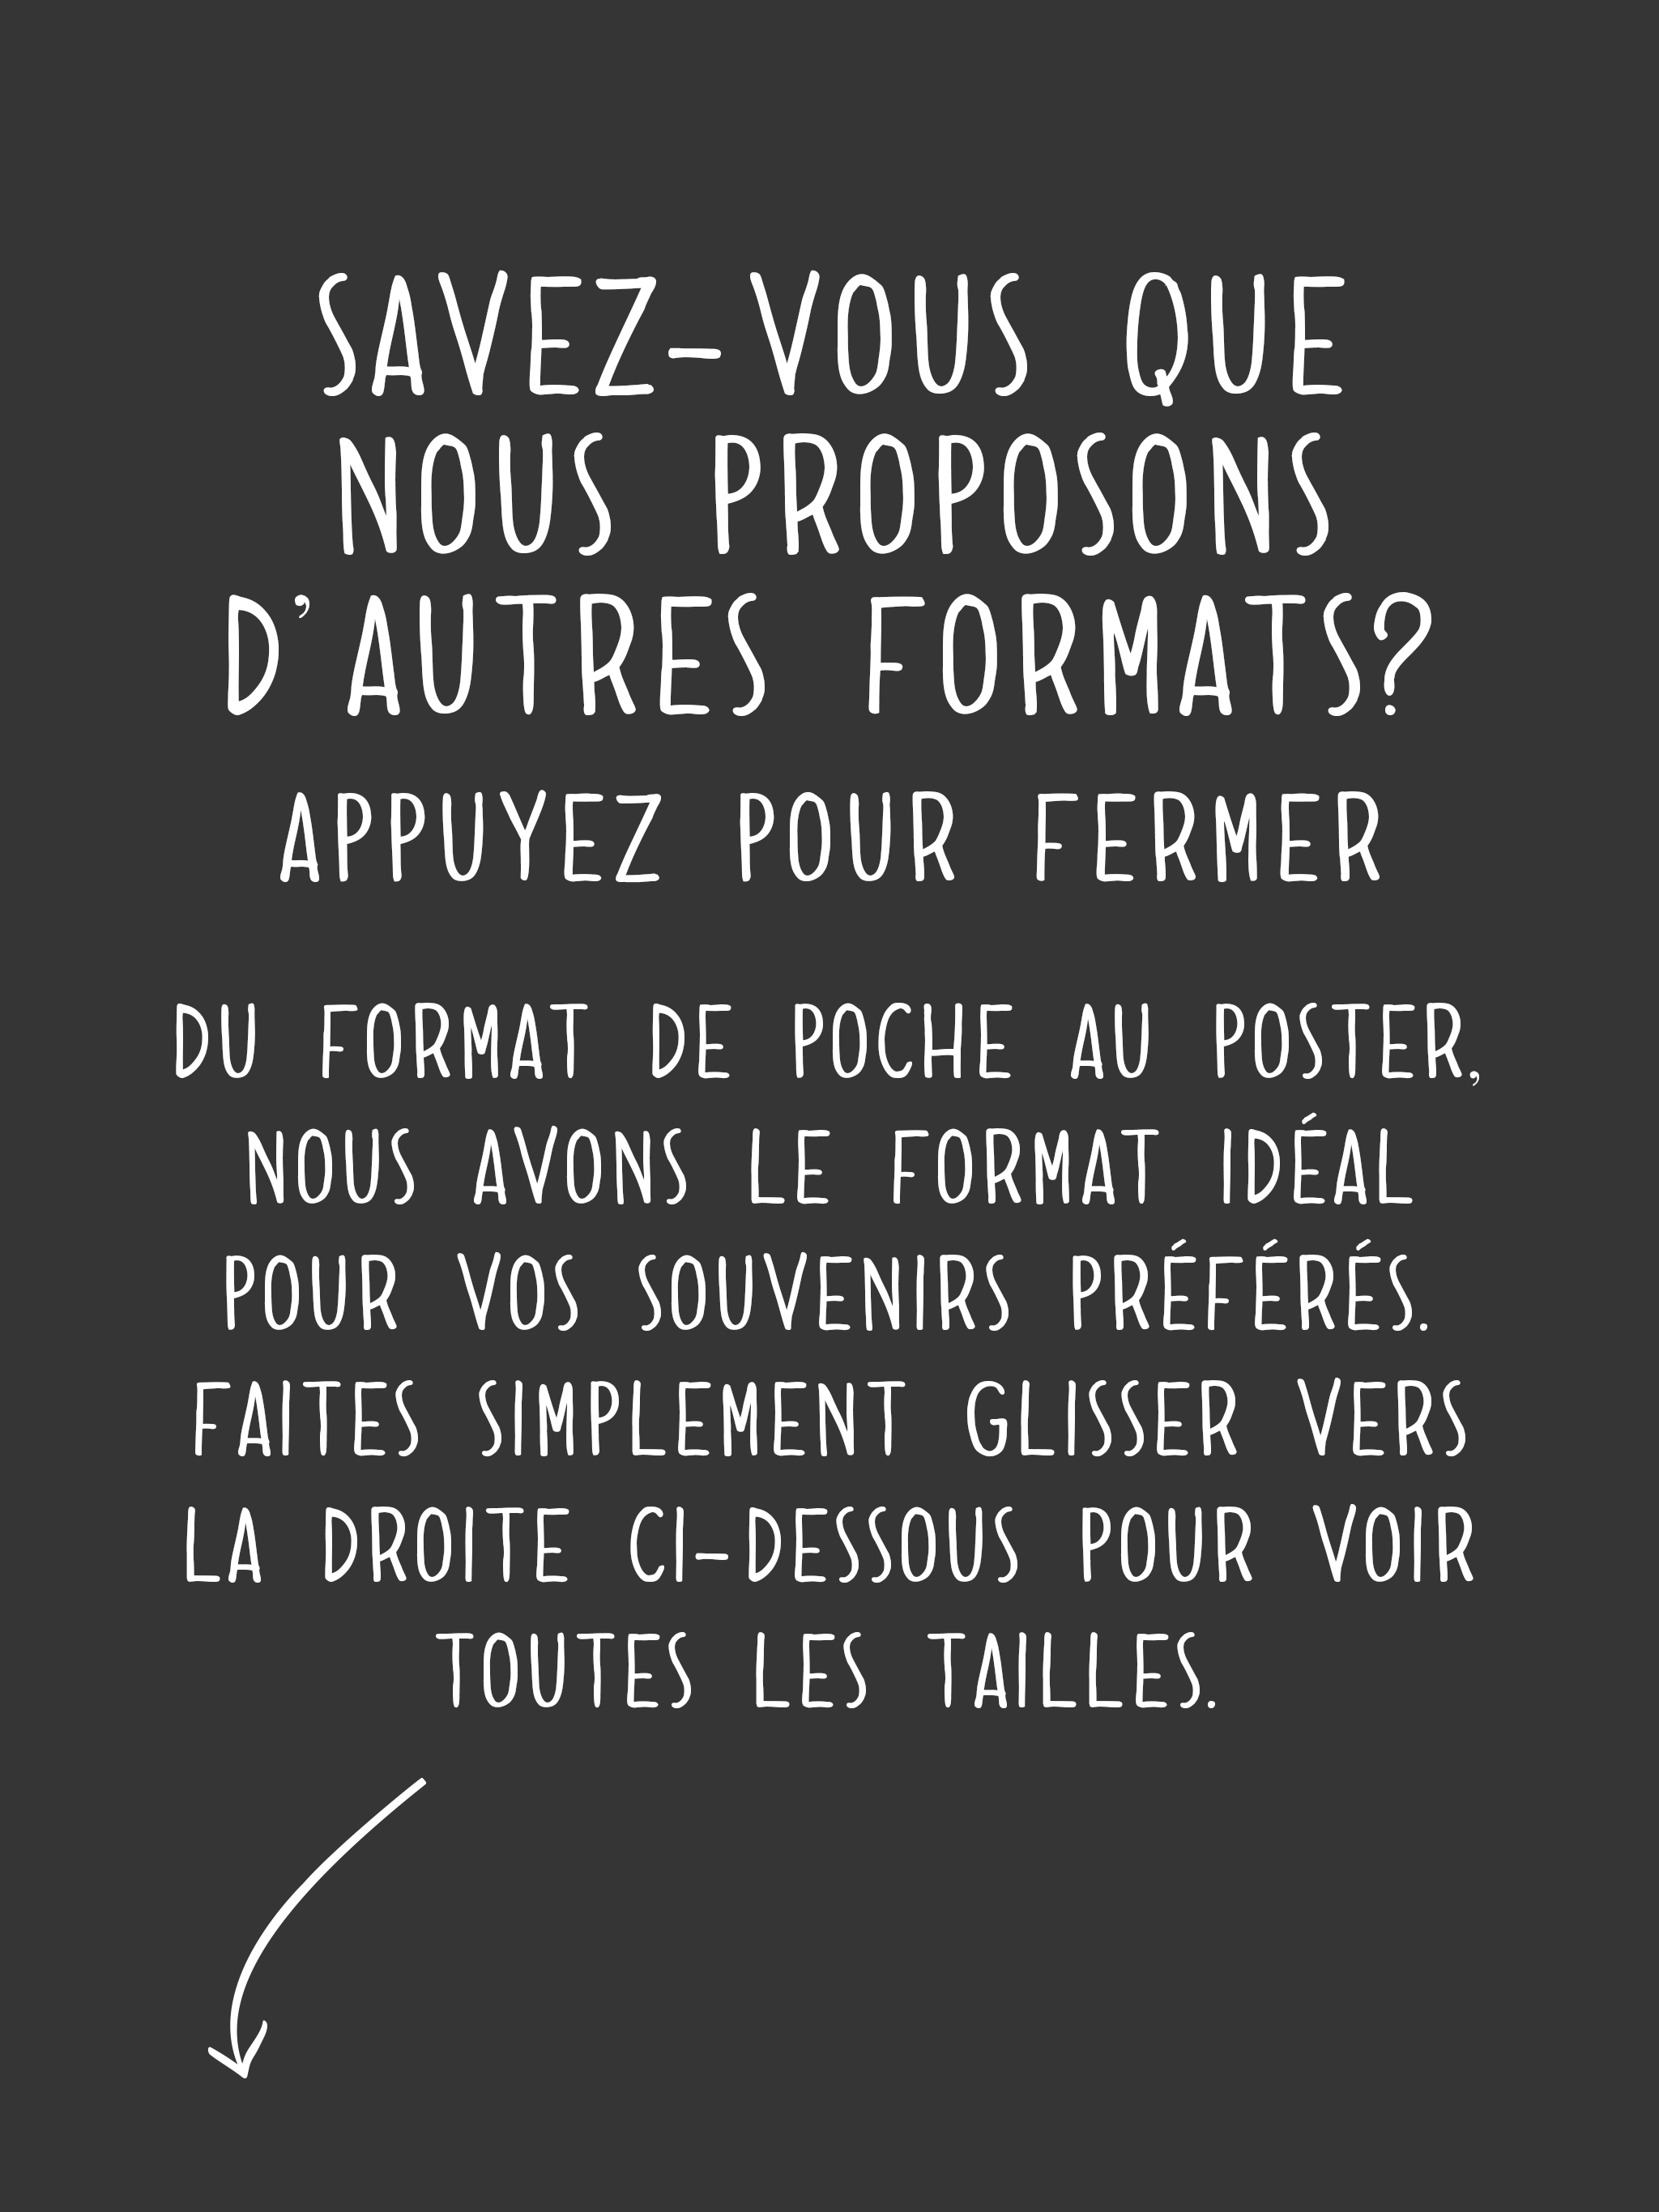 SAVEZ-VOUS QUE
NOUS PROPOSONS
D'AUTRES FORMATS?
APPUYEZ POUR FERMER
DU FORMAT DE POCHE AU POSTER,
NOUS AVONS LE FORMAT IDÉAL
POUR VOS SOUVENIRS PRÉFÉRÉS.
FAITES SIMPLEMENT GLISSER VERS
LA DROITE CI-DESSOUS POUR VOIR
TOUTES LES TAILLES.